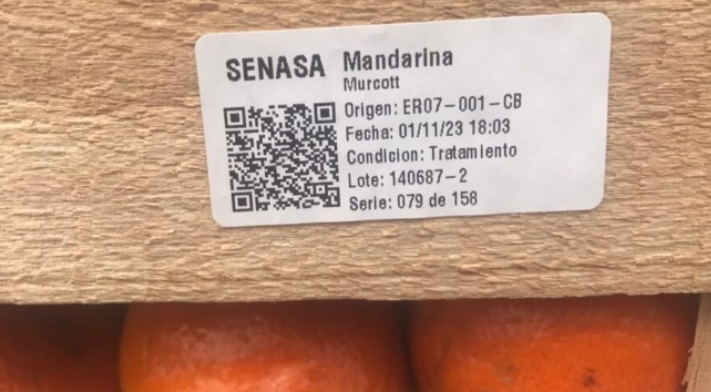 SENASA Mandarina
Murcott
Origen: ER07-001-CB
Fecha: 01/11/23 18:03
Condicion: Tratamiento
Lote: 140687-2
Serie: 079 de 158